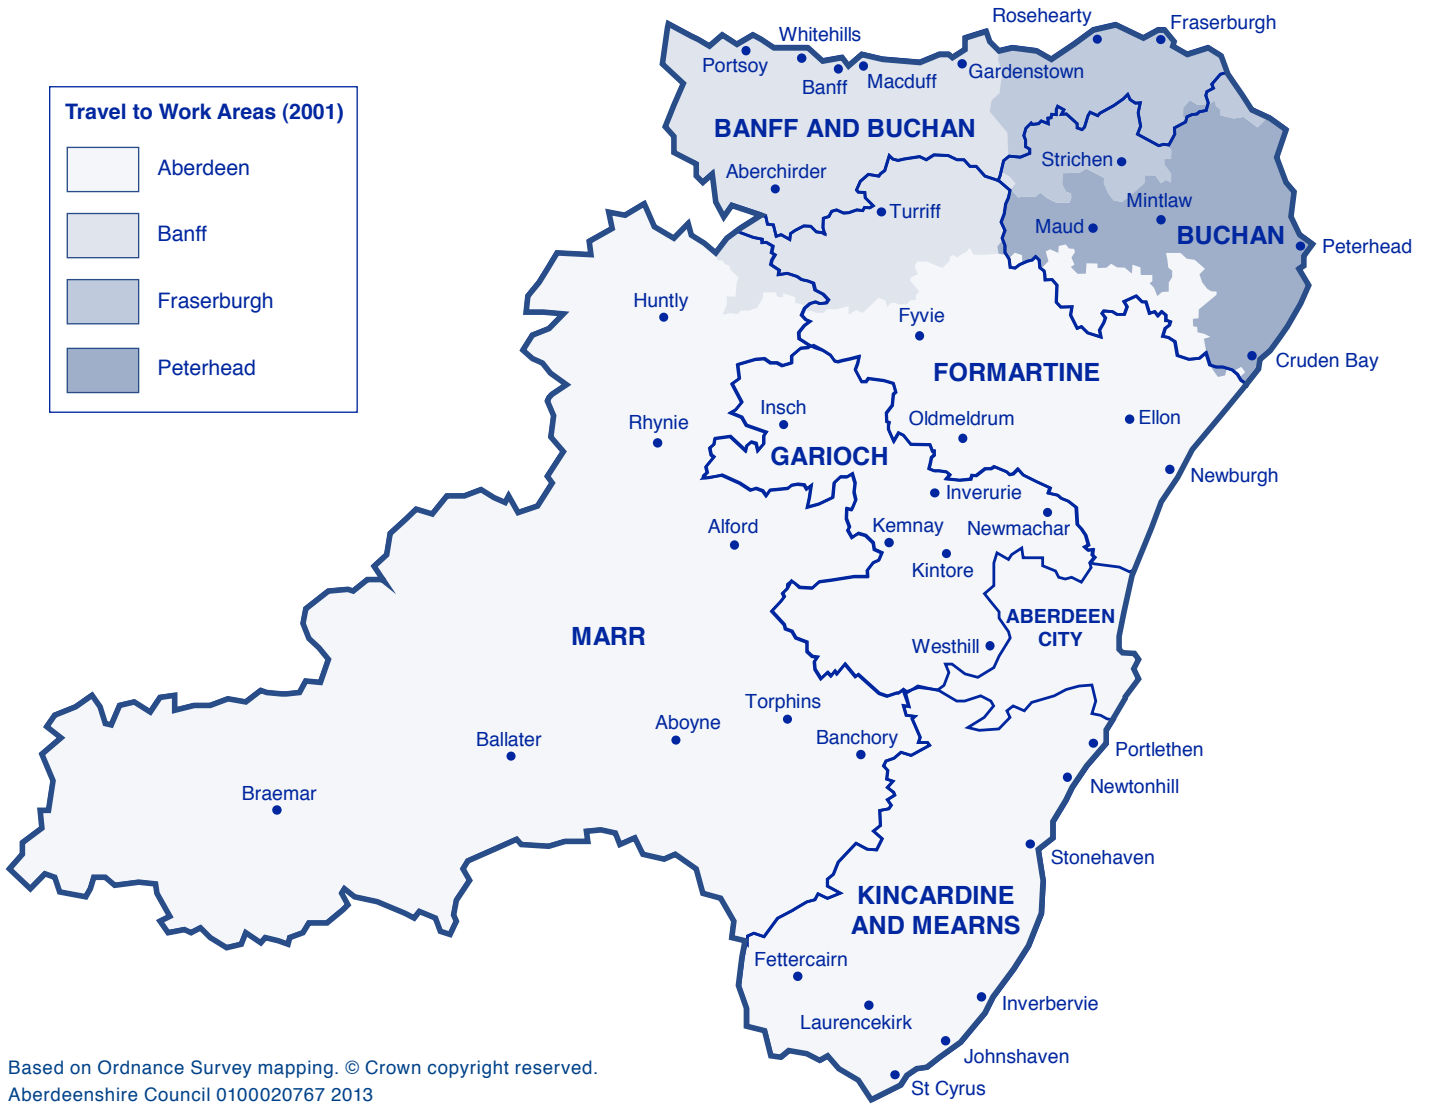 Rosehearty
Fraserburgh
Whitehills
Portsoy
Banff
Macduff
Gardenstown
Travel to Work Areas (2001)
Aberdeen
Banff
Fraserburgh
Peterhead
BANFF AND BUCHAN
Strichen
Aberchirder
Turriff
Mintlaw
Maud
BUCHAN
Peterhead
Huntly
Fyvie
Cruden Bay
FORMARTINE
Insch
Rhynie
Oldmeldrum
Ellon
GARIOCH
Newburgh
Inverurie
Alford
Kemnay
Newmachar
Kintore
ABERDEEN
CITY
MARR
Westhill
Torphins
Aboyne
Ballater
Banchory
Portlethen
Newtonhill
Braemar
Stonehaven
KINCARDINE
AND MEARNS
Fettercairn
Inverbervie
Laurencekirk
Johnshaven
St Cyrus
Based on Ordnance Survey mapping. © Crown copyright reserved.
Aberdeenshire Council 0100020767 2013